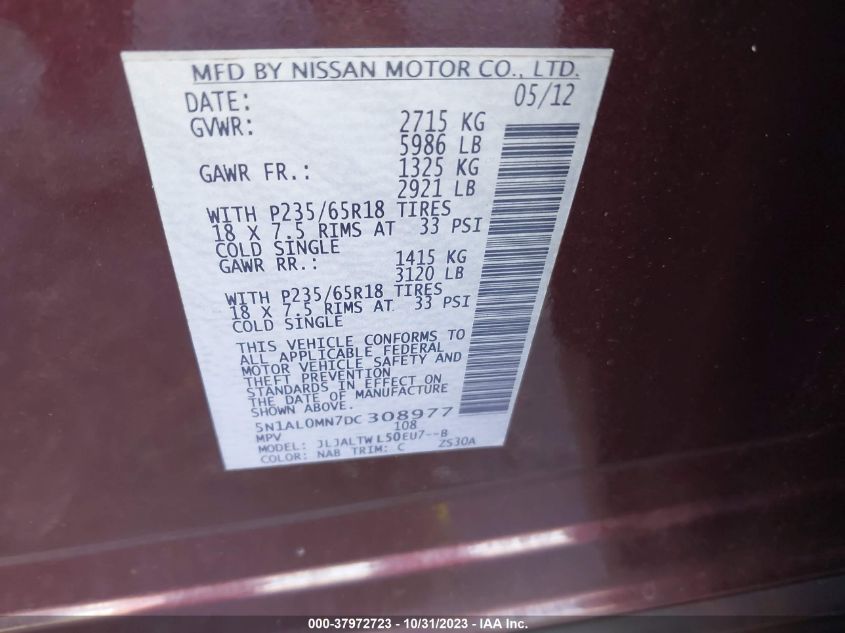 MFD BY NISSAN MOTOR CO., LTD.
DATE: 05/12
GVWR: 2715 KG
5986 LB
GAWR FR.: 1325 KG
2921 LB
WITH P235/65R18 TIRES
18 X 7.5 RIMS AT 33 PSI
COLD SINGLE
GAWR RR.: 1415 KG
3120 LB
WITH P235/65R18 TIRES
18 X 7.5 RIMS AT 33 PSI
COLD SINGLE
THIS VEHICLE CONFORMS TO
ALL APPLICABLE FEDERAL
MOTOR VEHICLE SAFETY AND
THEFT PREVENTION
STANDARDS IN EFFECT ON
THE DATE OF MANUFACTURE
SHOWN ABOVE.
5N1AL0MN7DC 308977
MPV 108
MODEL: JLJALTW L50EU7--B
COLOR: NAB TRIM: C ZS30A
000-37972723 - 10/31/2023 - IAA Inc.